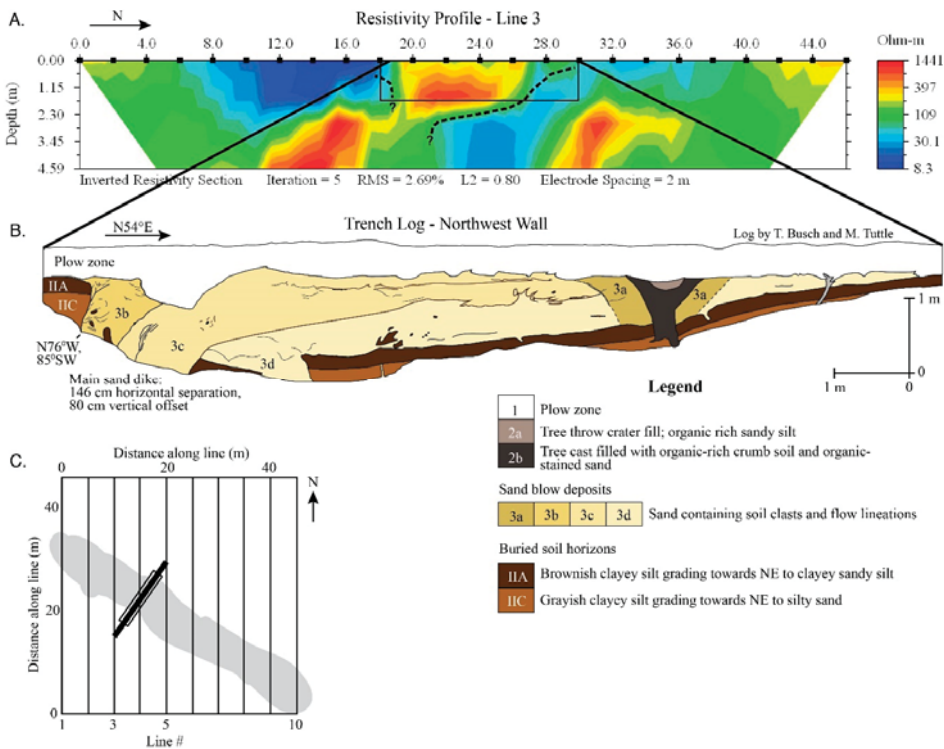 A.
Resistivity Profile - Line 3
N
0.0 4.0 8.0 12.0 16.0 20.0 24.0 28.0 32.0 36.0 40.0 44.0
Ohm-m
0.00
1.15
2.30
3.45
4.59
Depth (m)
1441
397
109
30.1
8.3
?
?
Inverted Resistivity Section Iteration = 5 RMS = 2.69% L2 = 0.80 Electrode Spacing = 2 m
B.
N54°E
Trench Log - Northwest Wall
Log by T. Busch and M. Tuttle
Plow zone
IIA
IIC
3b
3c
3d
3a
3a
N76°W,
85°SW
Main sand dike:
146 cm horizontal separation,
80 cm vertical offset
1 m
0
1 m
0
Legend
1 Plow zone
2a Tree throw crater fill; organic rich sandy silt
2b Tree cast filled with organic-rich crumb soil and organic-
stained sand
Sand blow deposits
3a 3b 3c 3d Sand containing soil clasts and flow lineations
Buried soil horizons
IIA Brownish clayey silt grading towards NE to clayey sandy silt
IIC Grayish clayey silt grading towards NE to silty sand
C.
Distance along line (m)
0 20 40
N
40
20
0
Distance along line (m)
1 3 5 10
Line #